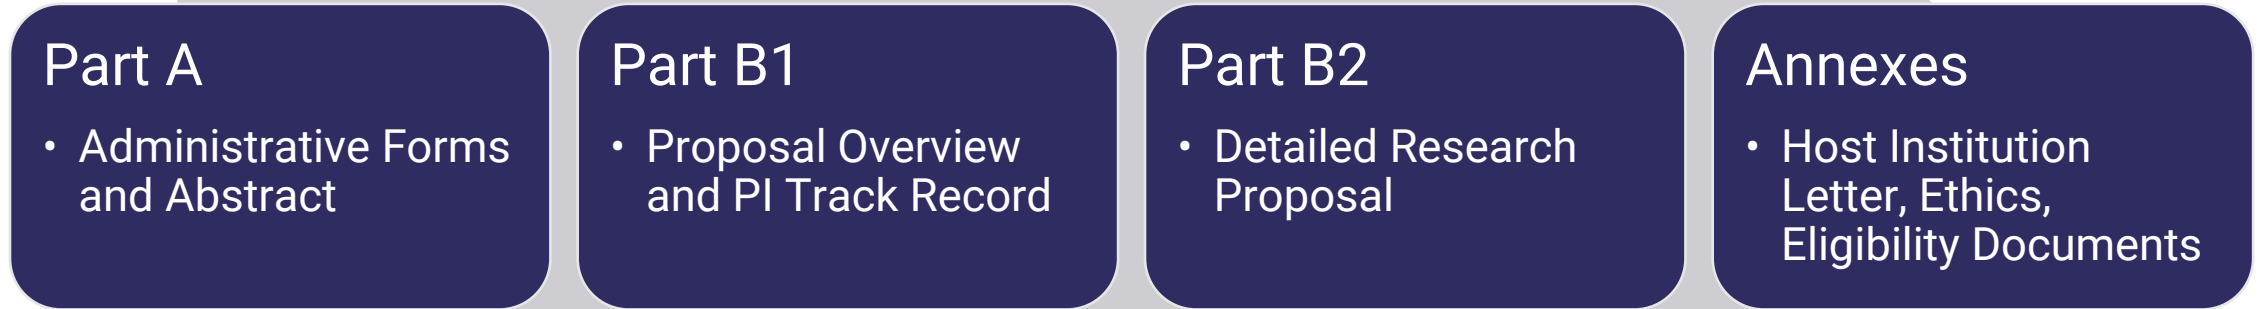 Part A
• Administrative Forms
and Abstract
Part B1
• Proposal Overview
and PI Track Record
Part B2
• Detailed Research
Proposal
Annexes
• Host Institution
Letter, Ethics,
Eligibility Documents